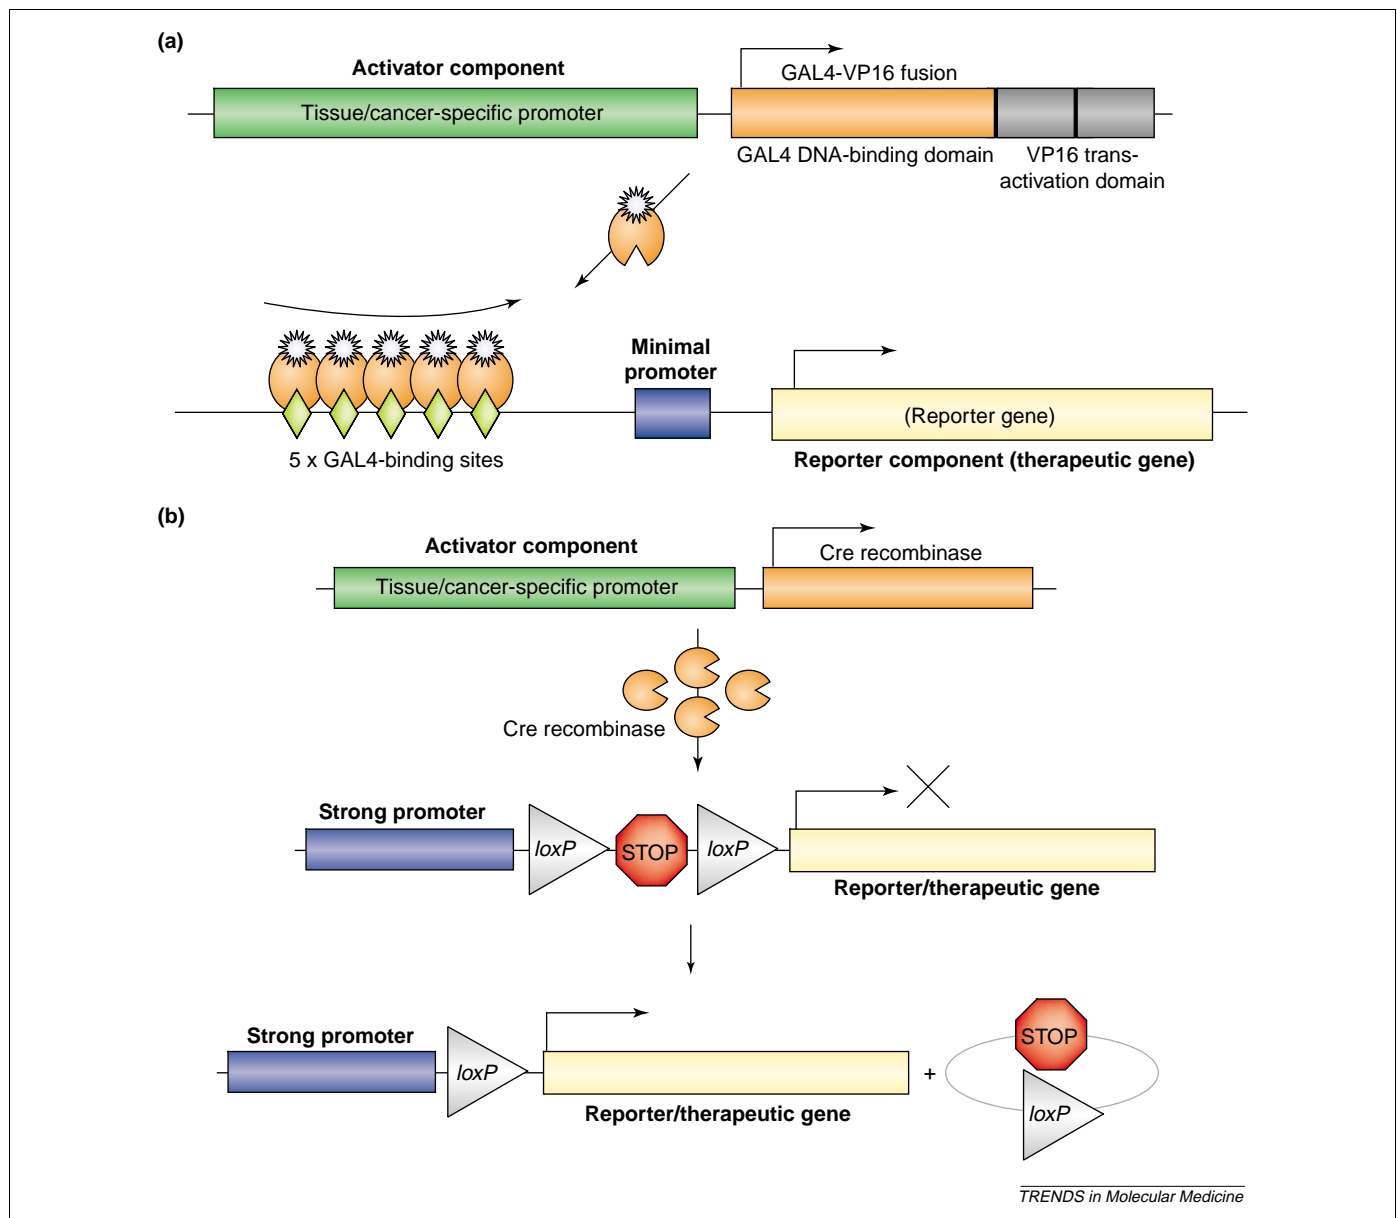 (a)
Activator component
GAL4-VP16 fusion
Tissue/cancer-specific promoter
GAL4 DNA-binding domain
VP16 trans-
activation domain
Minimal
promoter
(Reporter gene)
5 x GAL4-binding sites
Reporter component (therapeutic gene)
(b)
Activator component
Cre recombinase
Tissue/cancer-specific promoter
Cre recombinase
Strong promoter
loxP
STOP
loxP
Reporter/therapeutic gene
Strong promoter
loxP
Reporter/therapeutic gene
+
STOP
loxP
TRENDS in Molecular Medicine